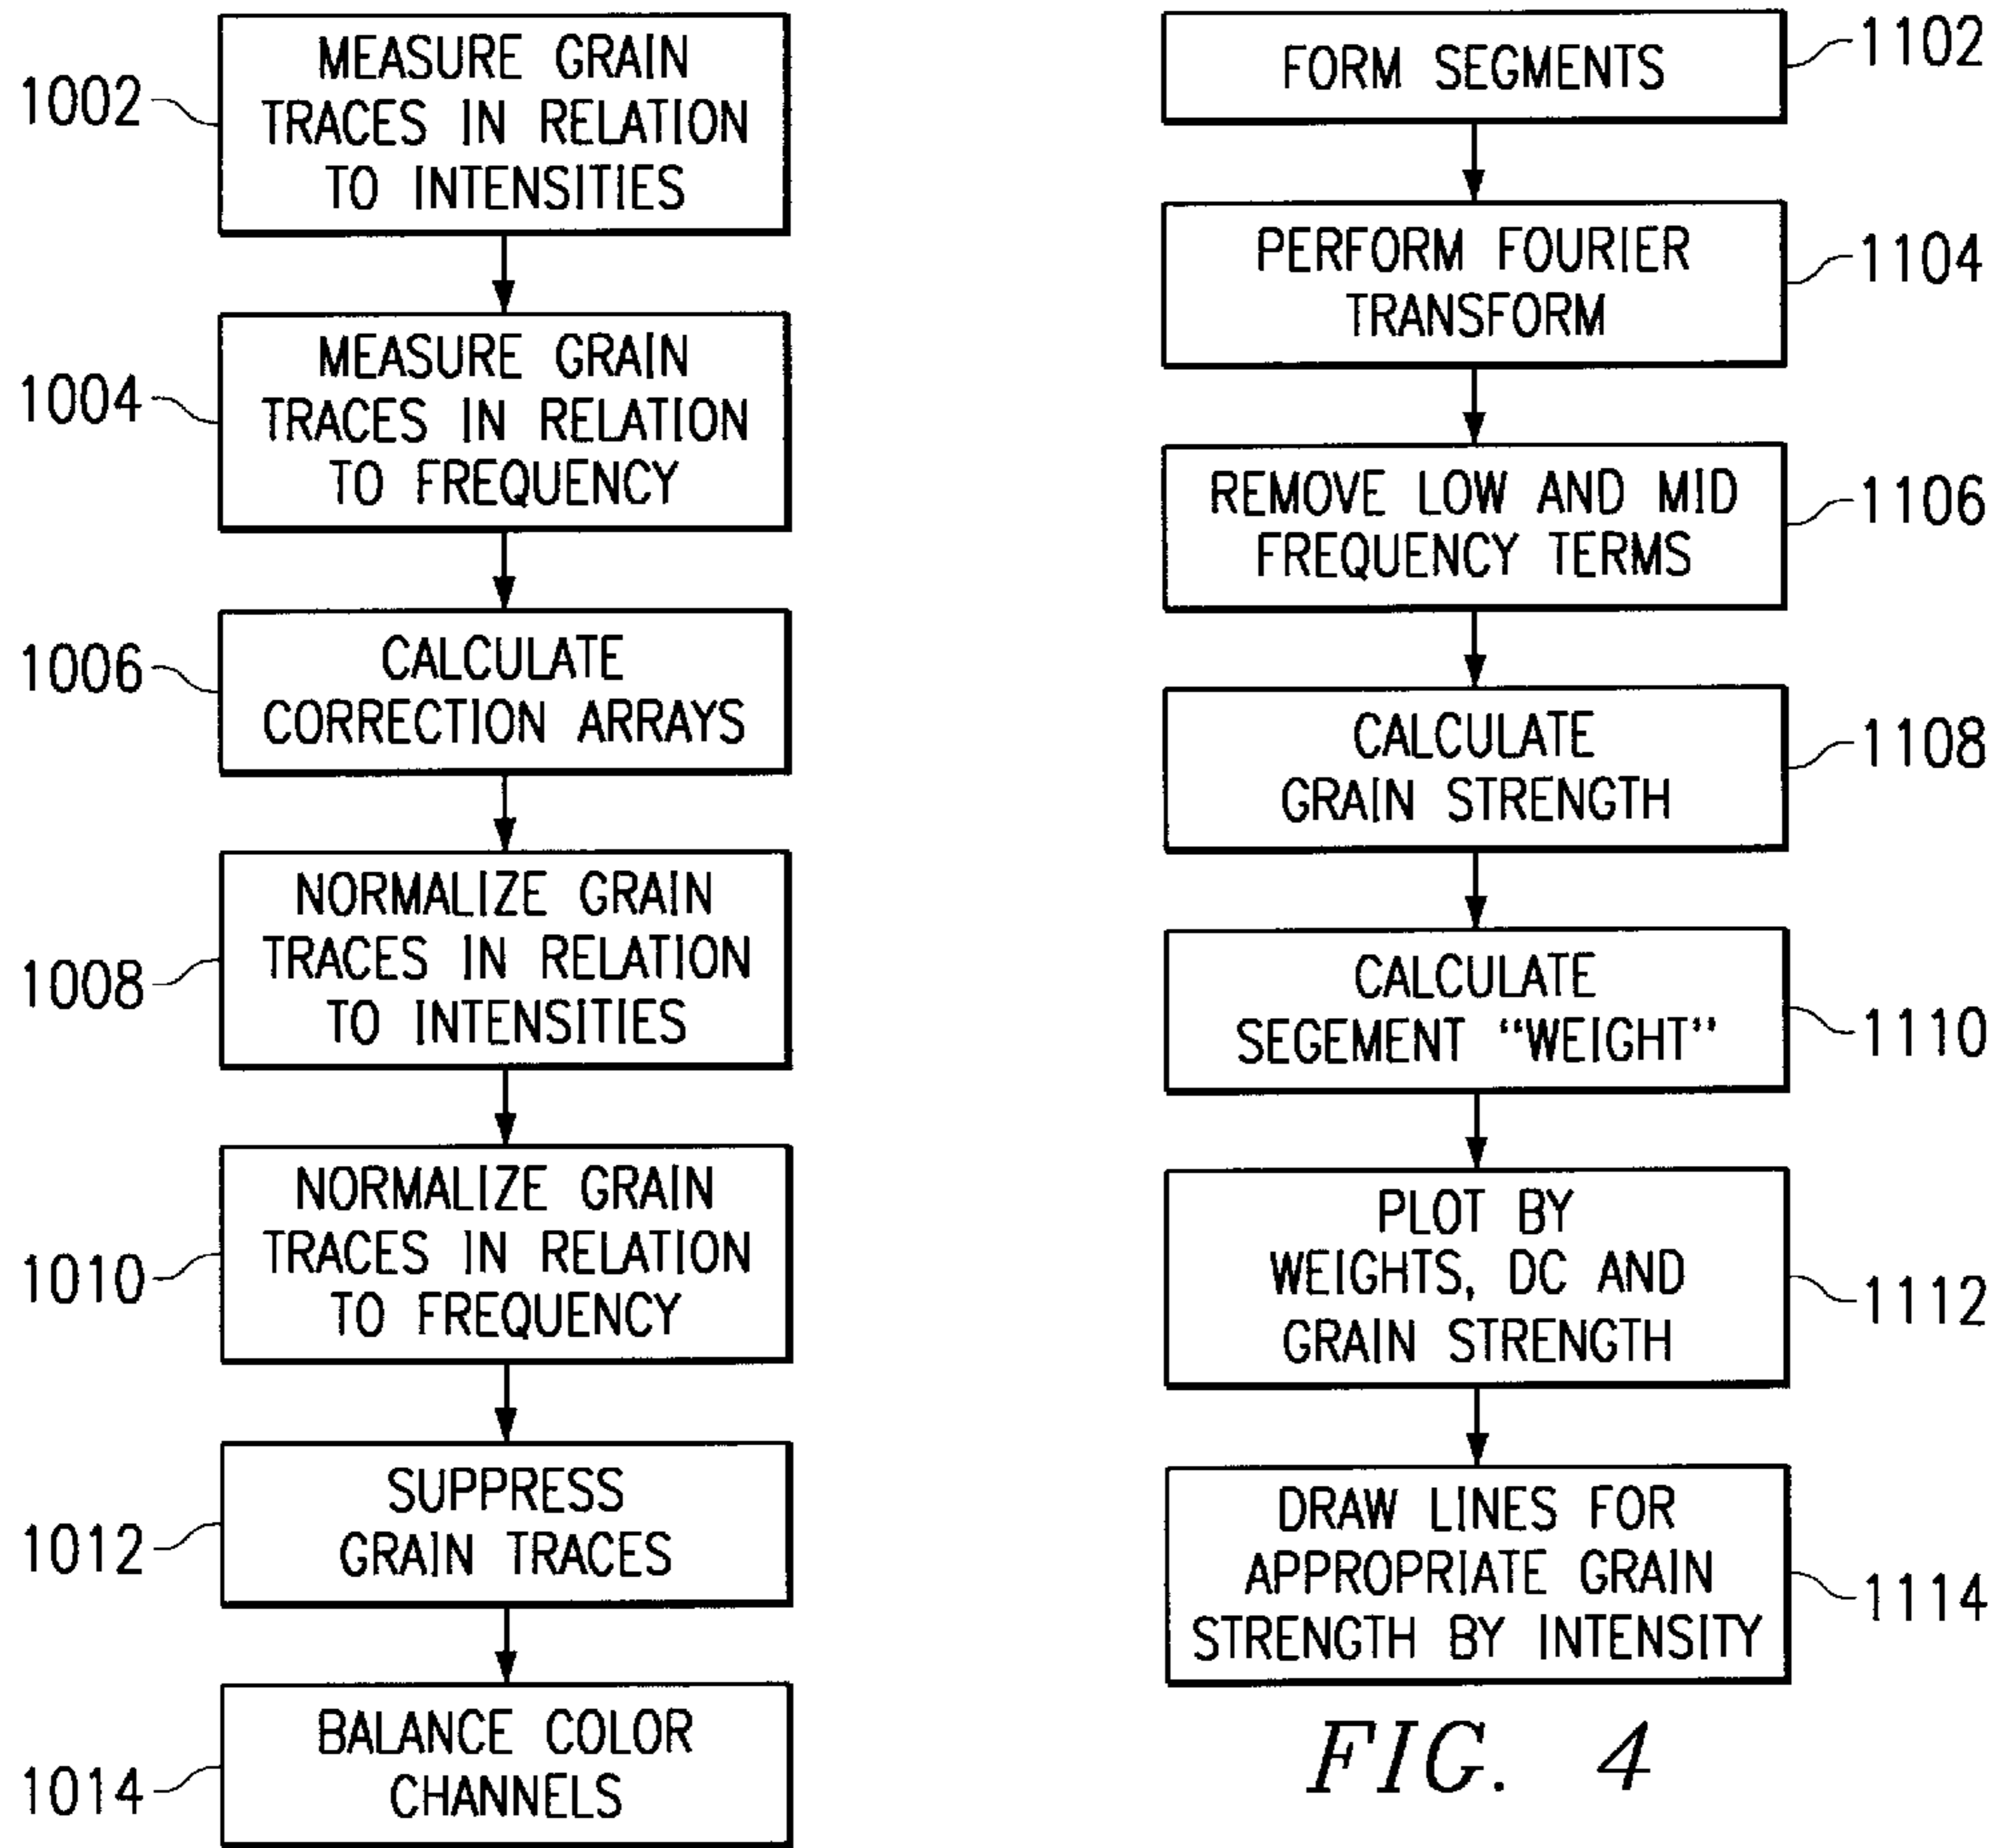 1002
MEASURE GRAIN
TRACES IN RELATION
TO INTENSITIES
1004
MEASURE GRAIN
TRACES IN RELATION
TO FREQUENCY
1006
CALCULATE
CORRECTION ARRAYS
1008
NORMALIZE GRAIN
TRACES IN RELATION
TO INTENSITIES
1010
NORMALIZE GRAIN
TRACES IN RELATION
TO FREQUENCY
1012
SUPPRESS
GRAIN TRACES
1014
BALANCE COLOR
CHANNELS
FORM SEGMENTS
1102
PERFORM FOURIER
TRANSFORM
1104
REMOVE LOW AND MID
FREQUENCY TERMS
1106
CALCULATE
GRAIN STRENGTH
1108
CALCULATE
SEGEMENT “WEIGHT”
1110
PLOT BY
WEIGHTS, DC AND
GRAIN STRENGTH
1112
DRAW LINES FOR
APPROPRIATE GRAIN
STRENGTH BY INTENSITY
1114
FIG. 4